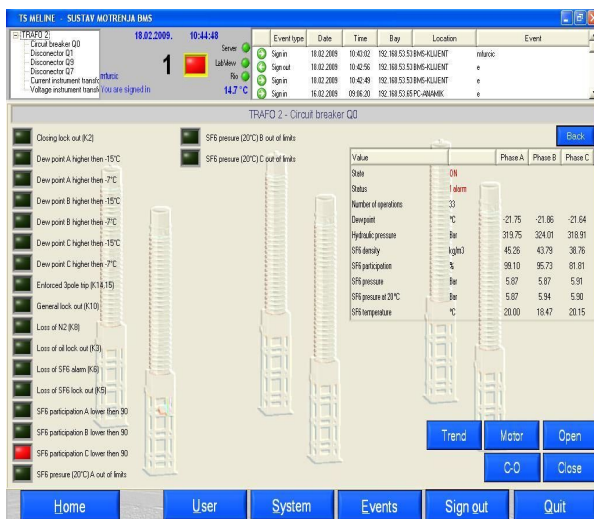 TS MELINE - SUSTAV MOTRENJA BMS
TRAFO 2:
Circuit breaker Q0
Disconector Q1
Disconector Q9
Disconector Q7
Current instrument transfo
Voltage instrument transfo
18.02.2009. 10:44:48
mfurcic
You are signed in
1
Server
LabView
Rio
14.7 °C
Event type Date Time Bay Location Event
Sign in 18.02.2009 10:43:02 192.168.53.53 BMS-KLIJENT mfurcic
Sign out 18.02.2009 10:42:56 192.168.53.53 BMS-KLIJENT e
Sign in 18.02.2009 10:42:49 192.168.53.53 BMS-KLIJENT e
Sign in 16.02.2009 09:06:20 192.168.53.65 PC-ANAMIK e
TRAFO 2 - Circuit breaker Q0
Back
Closing lock out (K2)
Dew point A higher then -15°C
Dew point A higher then -7°C
Dew point B higher then -15°C
Dew point B higher then -7°C
Dew point C higher then -15°C
Dew point C higher then -7°C
Enforced 3pole trip (K14,15)
General lock out (K10)
Loss of N2 (K8)
Loss of oil lock out (K3)
Loss of SF6 alarm (K6)
Loss of SF6 lock out (K5)
SF6 participation A lower then 90
SF6 participation B lower then 90
SF6 participation C lower then 90
SF6 presure (20°C) A out of limits
SF6 presure (20°C) B out of limits
SF6 presure (20°C) C out of limits
Value Phase A Phase B Phase C
State ON
Status 1 alarm
Number of operations 33
Dewpoint °C -21.75 -21.86 -21.64
Hydraulic pressure Bar 319.75 324.01 318.91
SF6 density kg/m3 45.26 43.79 38.76
SF6 participation % 99.10 95.73 81.81
SF6 pressure Bar 5.87 5.87 5.91
SF6 presure at 20°C Bar 5.87 5.94 5.90
SF6 temperature °C 20.00 18.47 20.15
Trend Motor Open
C-O Close
Home User System Events Sign out Quit